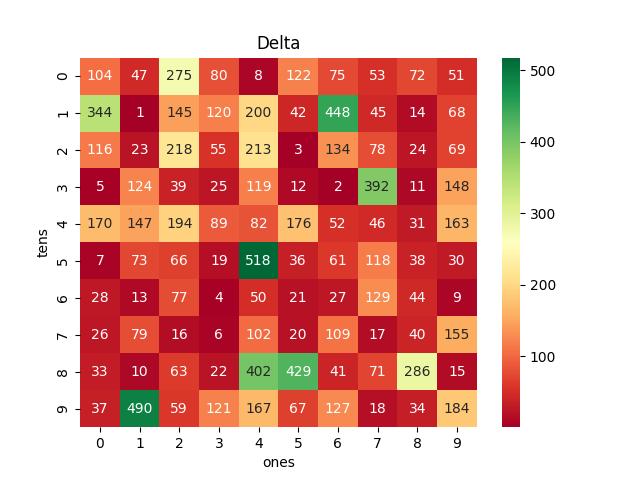 Delta
0 104 47 275 80 8 122 75 53 72 51
1 344 1 145 120 200 42 448 45 14 68
2 116 23 218 55 213 3 134 78 24 69
3 5 124 39 25 119 12 2 392 11 148
4 170 147 194 89 82 176 52 46 31 163
5 7 73 66 19 518 36 61 118 38 30
6 28 13 77 4 50 21 27 129 44 9
7 26 79 16 6 102 20 109 17 40 155
8 33 10 63 22 402 429 41 71 286 15
9 37 490 59 121 167 67 127 18 34 184
0 1 2 3 4 5 6 7 8 9
ones
tens
500
400
300
200
100